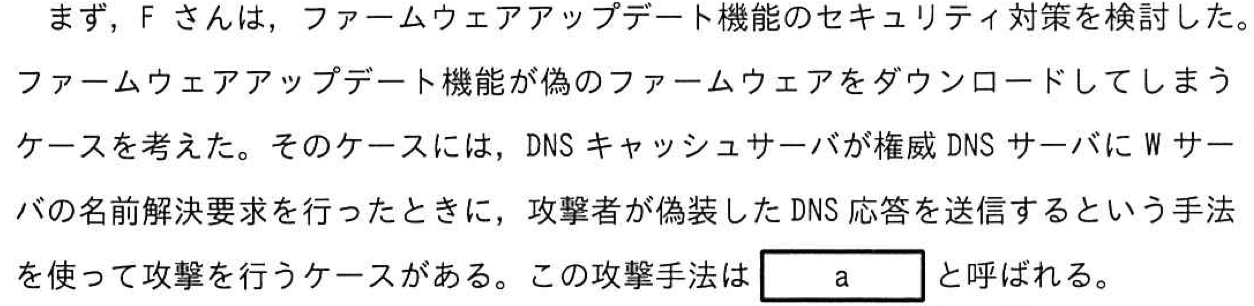 まず，F さんは，ファームウェアアップデート機能のセキュリティ対策を検討した。
ファームウェアアップデート機能が偽のファームウェアをダウンロードしてしまう
ケースを考えた。そのケースには，DNS キャッシュサーバが権威 DNS サーバに W サー
バの名前解決要求を行ったときに，攻撃者が偽装した DNS 応答を送信するという手法
を使って攻撃を行うケースがある。この攻撃手法は a と呼ばれる。